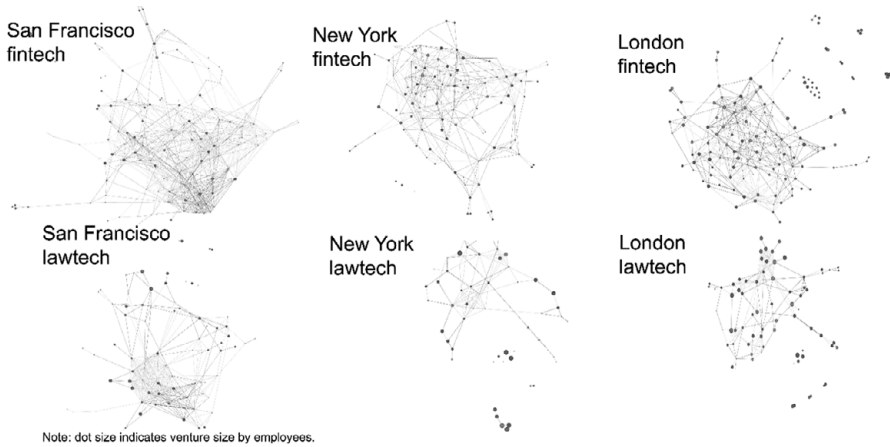 San Francisco
fintech
New York
fintech
London
fintech
San Francisco
lawtech
New York
lawtech
London
lawtech
Note: dot size indicates venture size by employees.